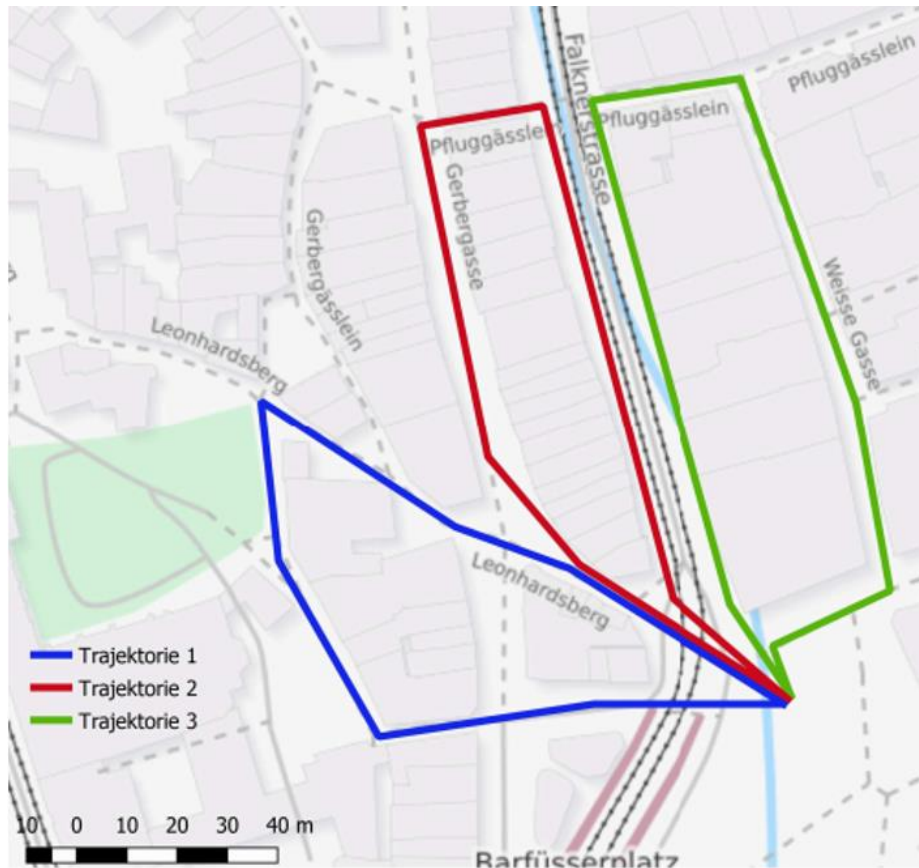 Pfluggässlein
Falknerstrasse
Pfluggässlein
Pfluggässlein
Gerbergasse
Gerbergässlein
Weisse Gasse
Leonhardsberg
Leonhardsberg
Trajektorie 1
Trajektorie 2
Trajektorie 3
10 0 10 20 30 40 m
Barfüsserplatz